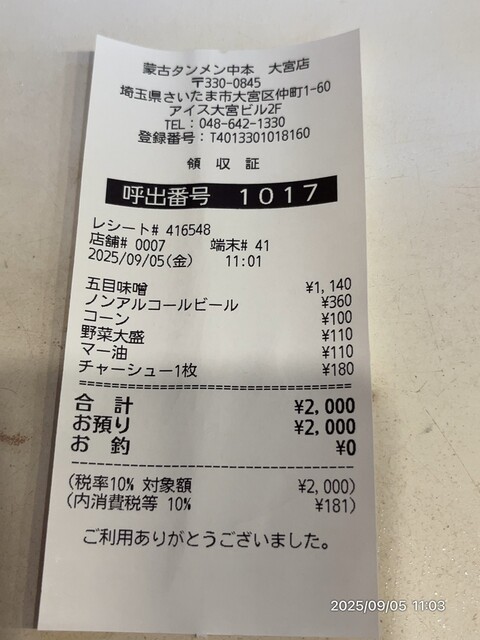 蒙古タンメン中本 大宮店
〒330-0845
埼玉県さいたま市大宮区仲町1-60
アイス大宮ビル2F
TEL：048-642-1330
登録番号：T4013301018160
領 収 証
呼出番号 1017
レシート# 416548
店舗# 0007 端末# 41
2025/09/05(金) 11:01
五目味噌 ¥1,140
ノンアルコールビール ¥360
コーン ¥100
野菜大盛 ¥110
マー油 ¥110
チャーシュー1枚 ¥180
合 計 ¥2,000
お預り ¥2,000
お 釣 ¥0
(税率10% 対象額 ¥2,000)
(内消費税等 10% ¥181)
ご利用ありがとうございました。
2025/09/05 11:03